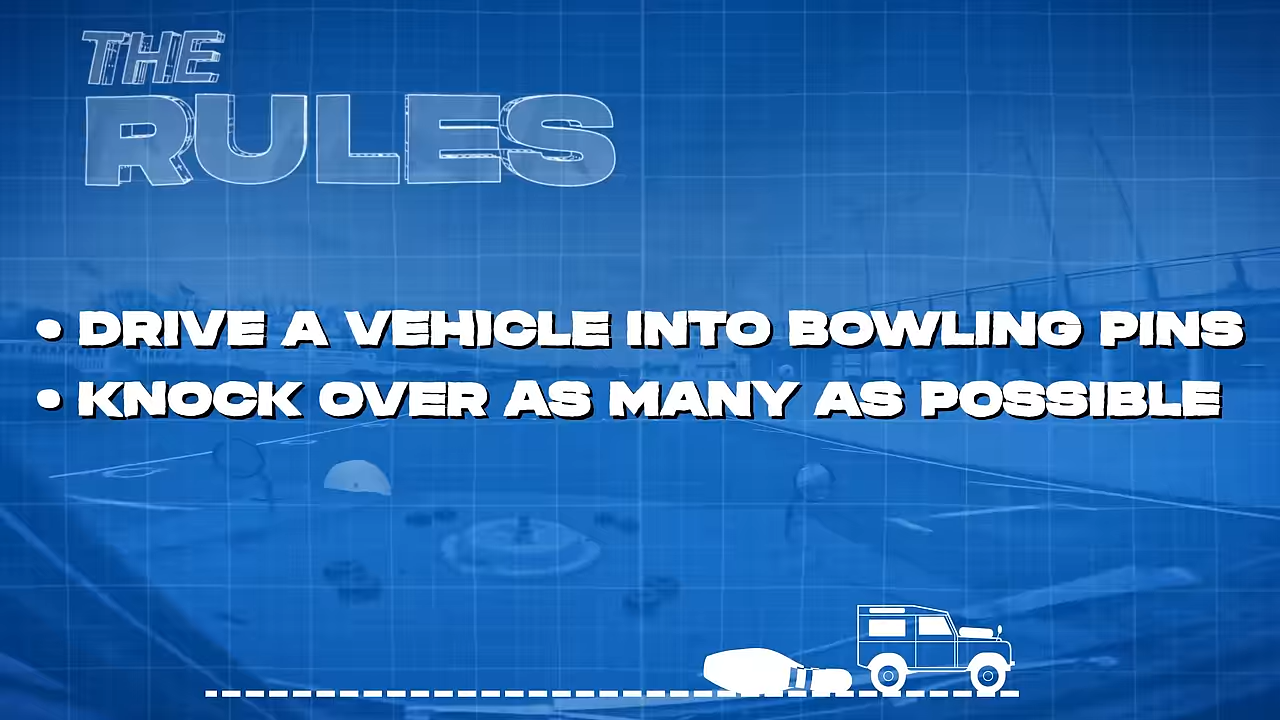 THE
RULES
• DRIVE A VEHICLE INTO BOWLING PINS
• KNOCK OVER AS MANY AS POSSIBLE